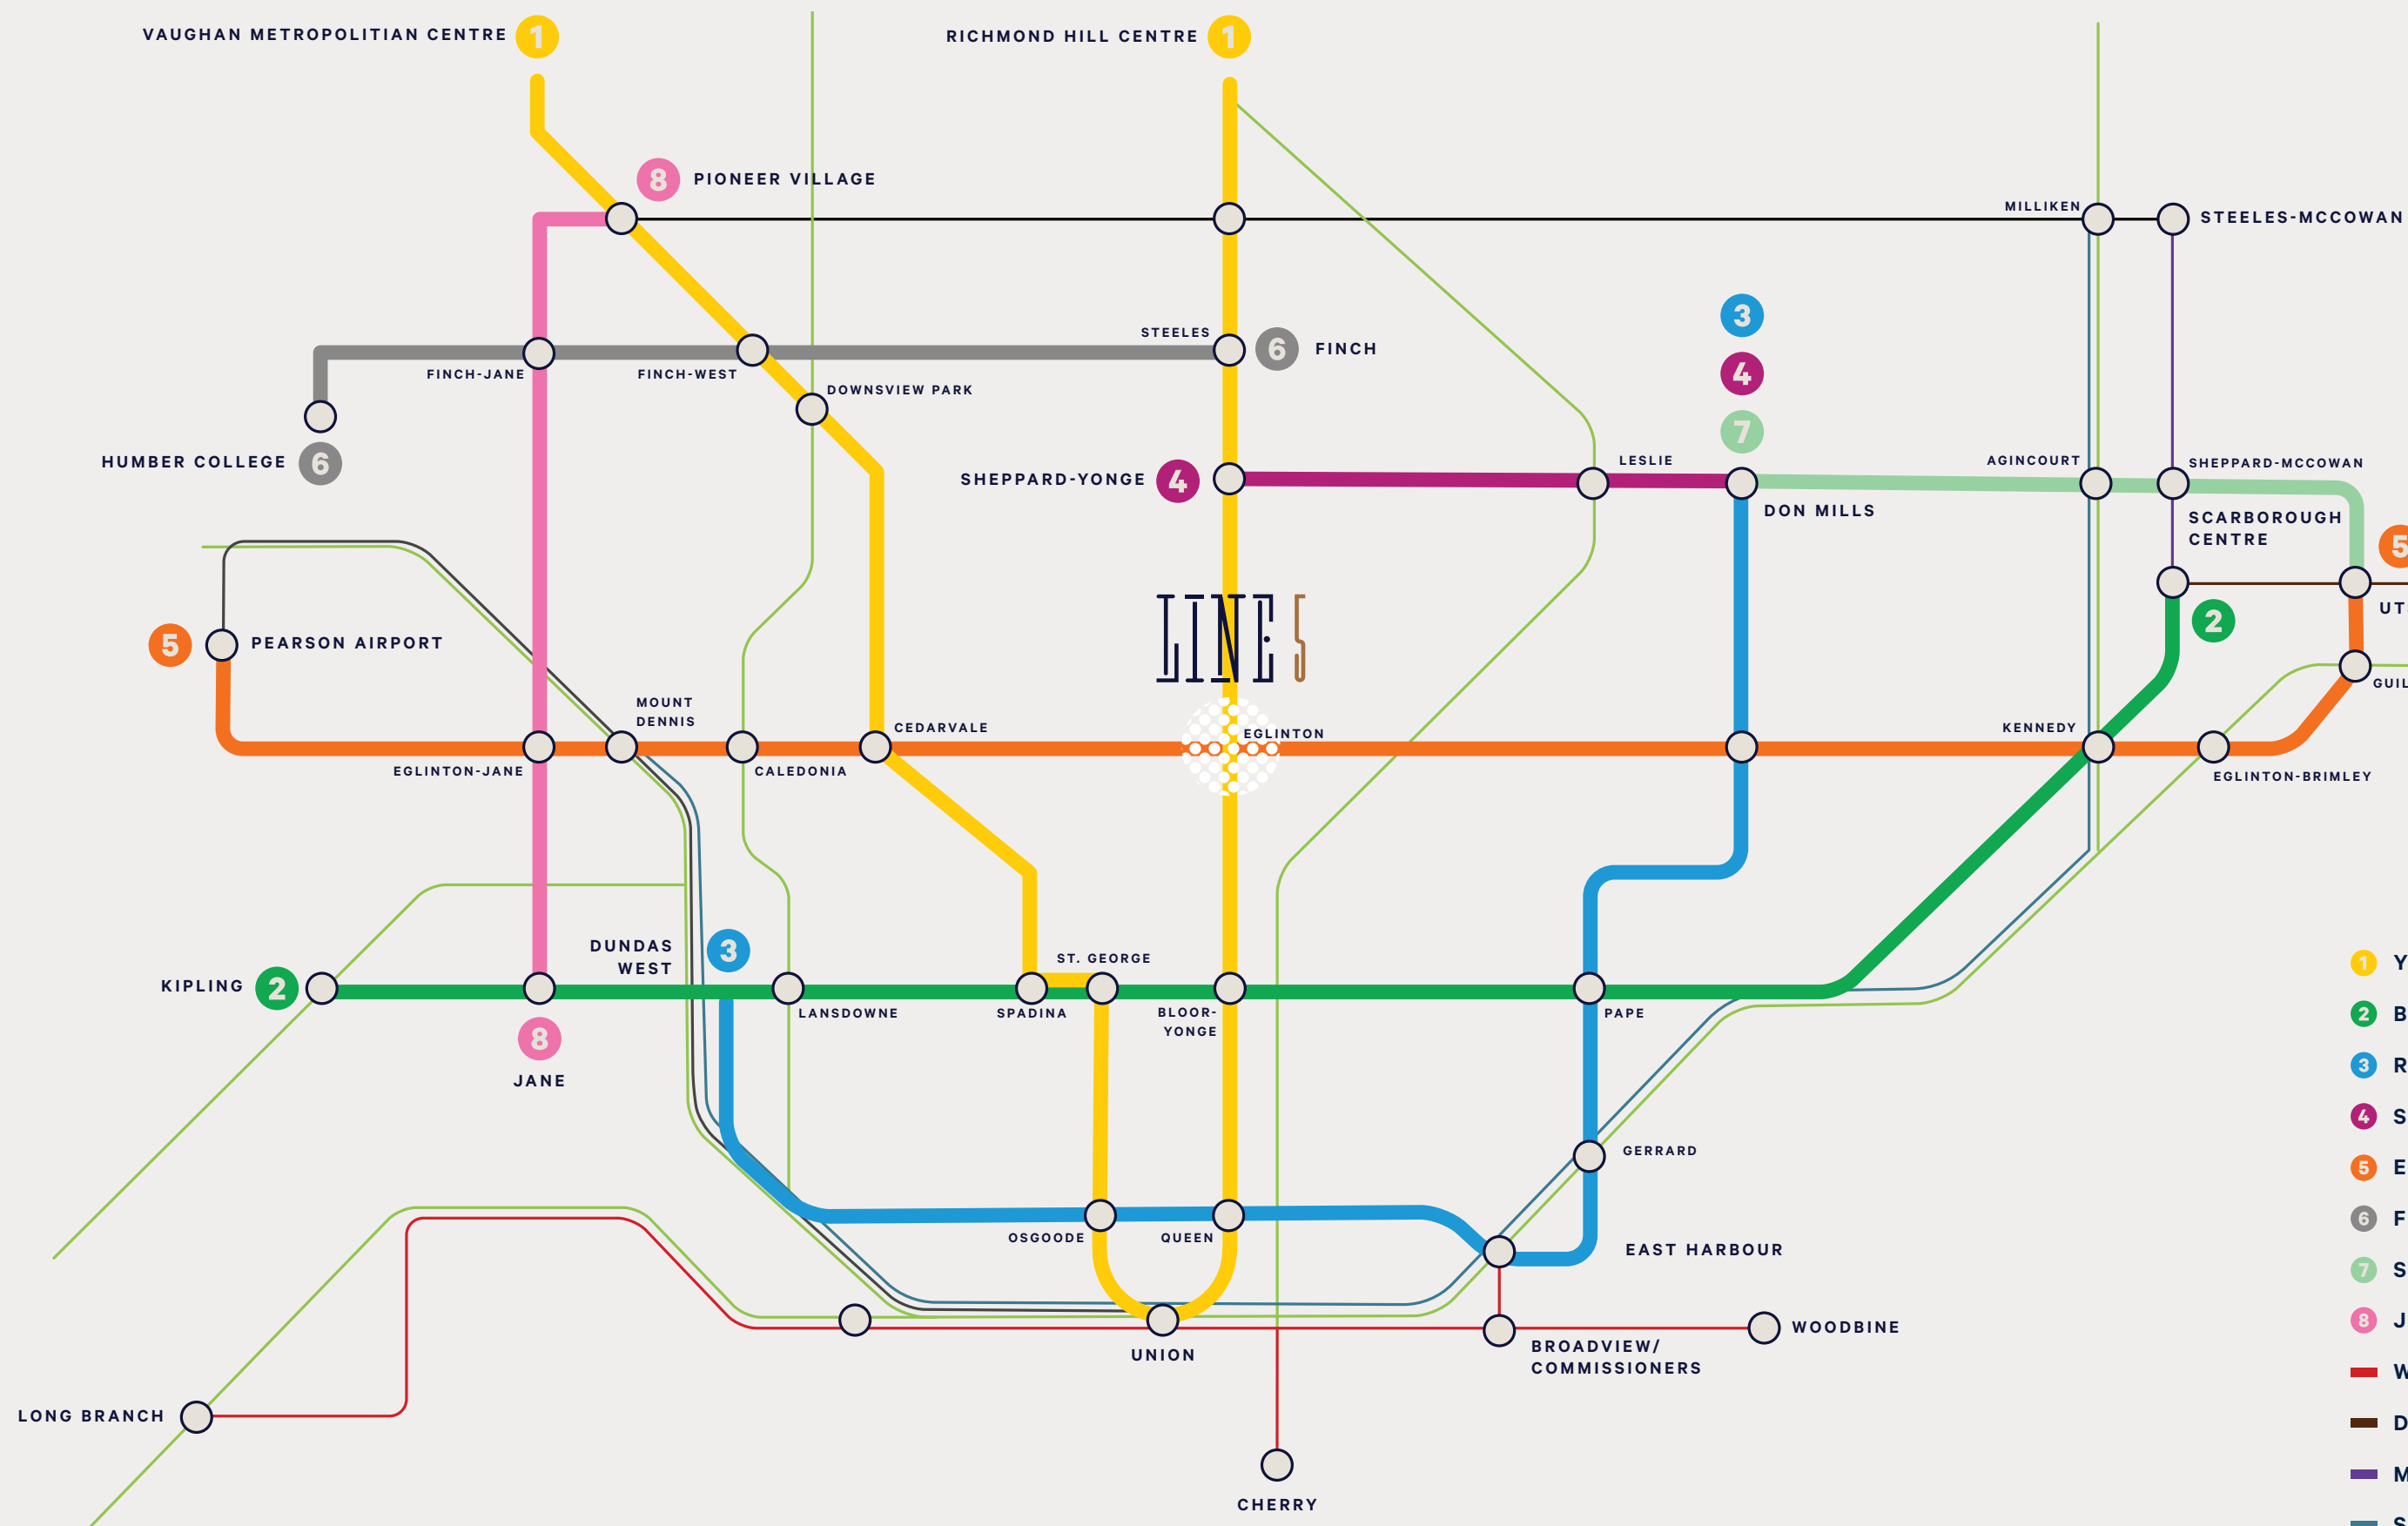 VAUGHAN METROPOLITIAN CENTRE 1
RICHMOND HILL CENTRE 1
8 PIONEER VILLAGE
MILLIKEN
STEELES-MCCOWAN
3
STEELES
6 FINCH
FINCH-JANE
FINCH-WEST
4
DOWNSVIEW PARK
7
HUMBER COLLEGE 6
SHEPPARD-YONGE 4
LESLIE
AGINCOURT
SHEPPARD-MCCOWAN
DON MILLS
SCARBOROUGH
CENTRE
5
UT
2
LINE 5
5 PEARSON AIRPORT
GUIL
MOUNT
DENNIS
CEDARVALE
EGLINTON
KENNEDY
EGLINTON-JANE
CALEDONIA
EGLINTON-BRIMLEY
DUNDAS
WEST
3
ST. GEORGE
KIPLING 2
LANSDOWNE
SPADINA
BLOOR-
YONGE
PAPE
8
JANE
GERRARD
OSGOODE
QUEEN
EAST HARBOUR
UNION
BROADVIEW/
COMMISSIONERS
WOODBINE
LONG BRANCH
CHERRY
1 Y
2 B
3 R
4 S
5 E
6 F
7 S
8 J
W
D
M